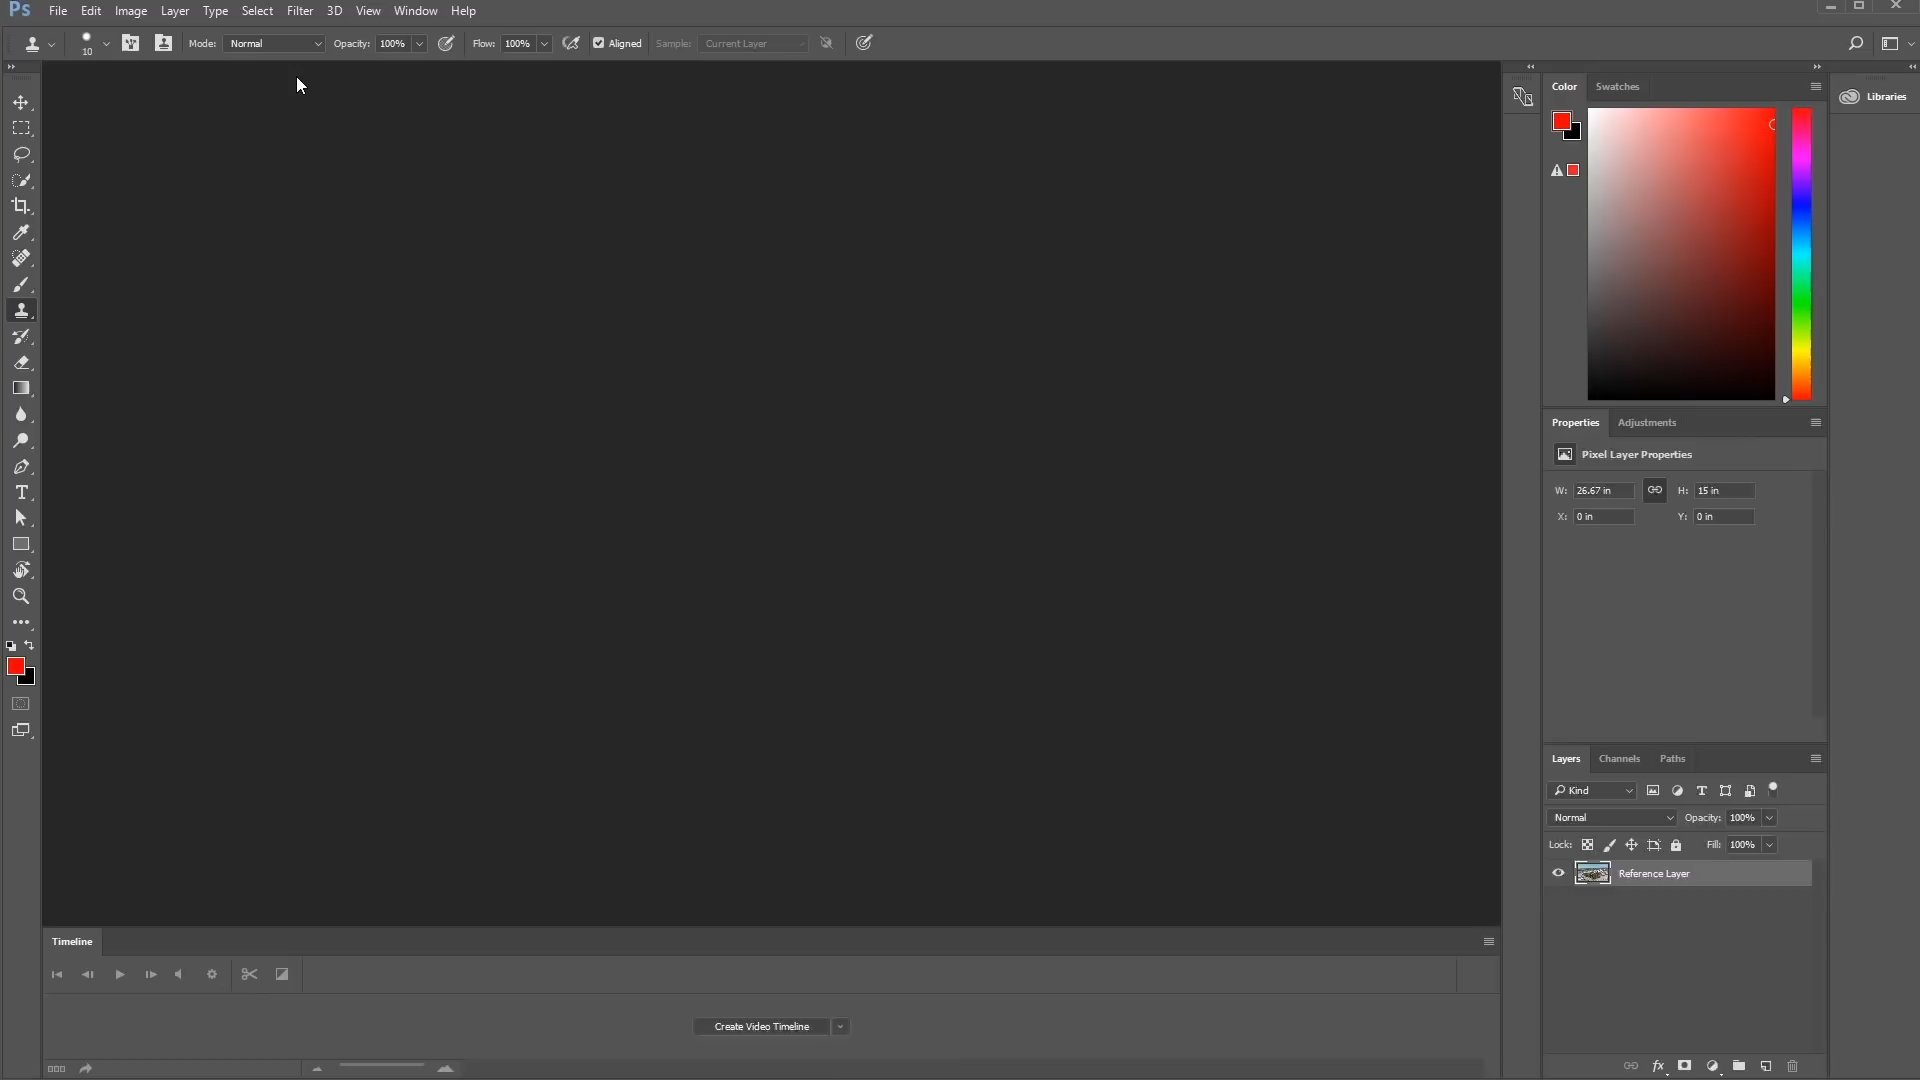 Ps File Edit Image Layer Type Select Filter 3D View Window Help
10 Mode: Normal Opacity: 100% Flow: 100% Aligned Sample: Current Layer
Color Swatches
Libraries
Properties Adjustments
Pixel Layer Properties
W: 26.67 in H: 15 in
X: 0 in Y: 0 in
Layers Channels Paths
Kind
Normal Opacity: 100%
Lock: Fill: 100%
Reference Layer
Timeline
Create Video Timeline